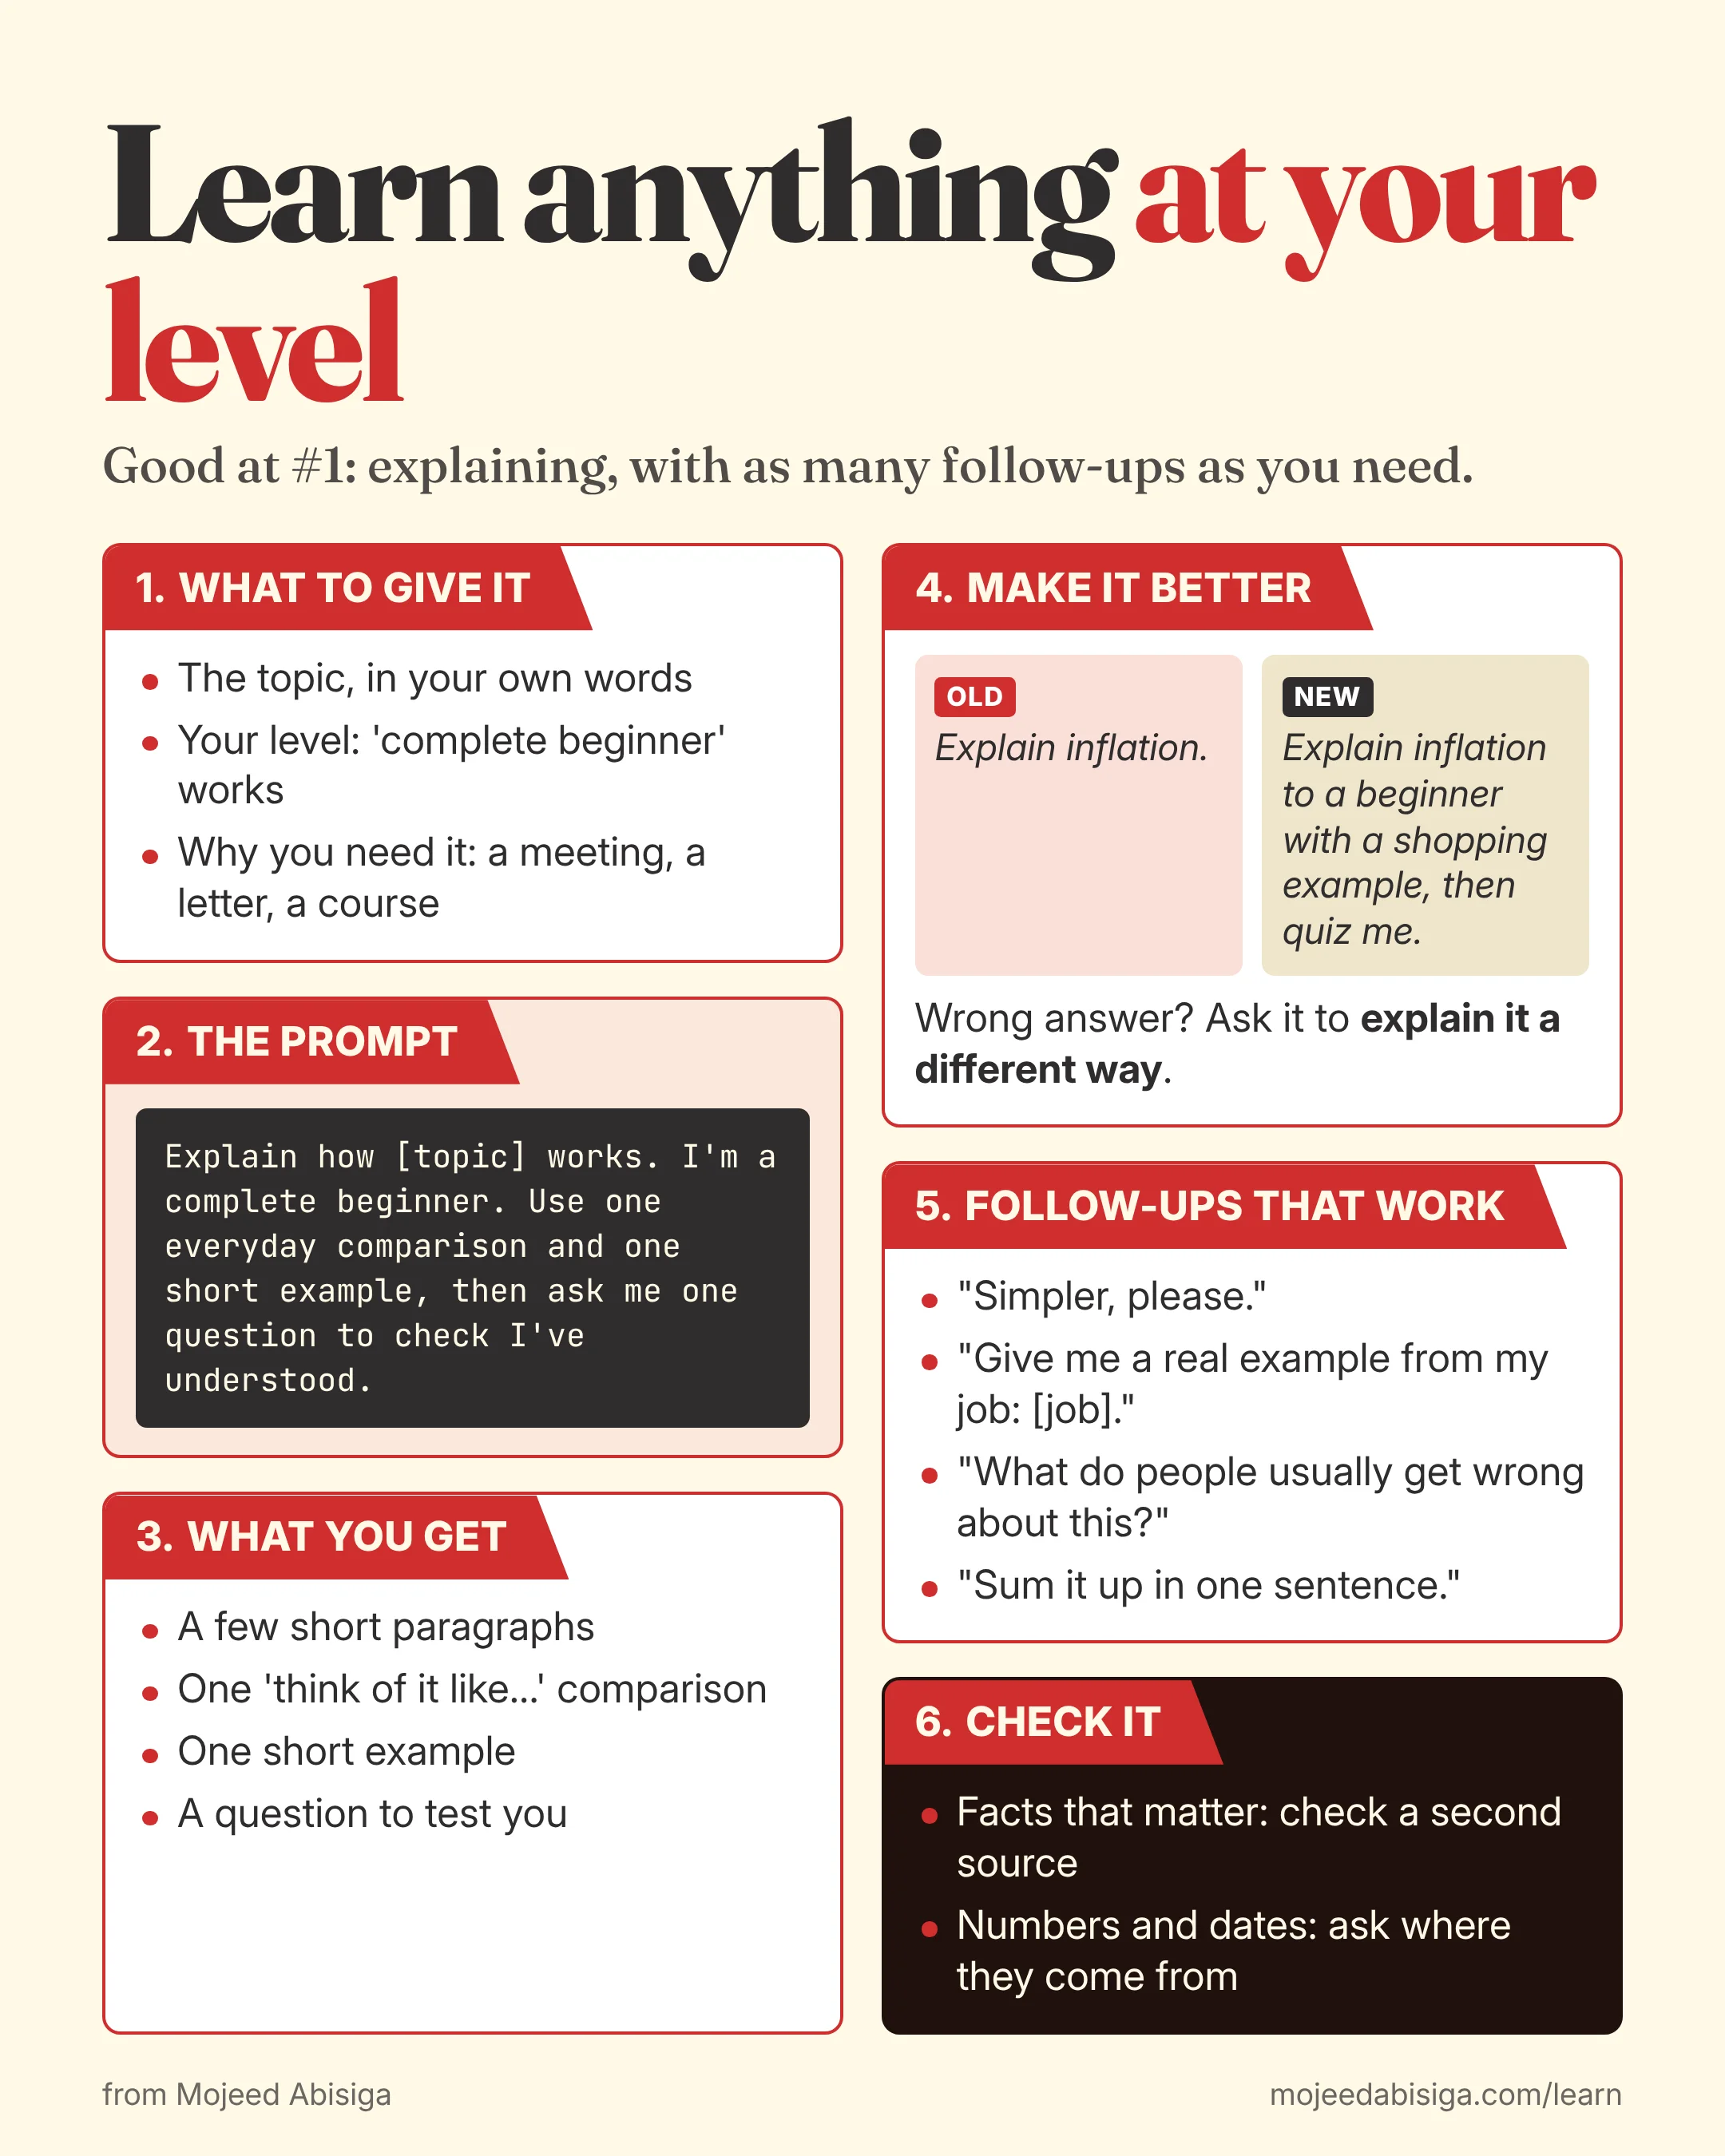 Learn anything at your
level
Good at #1: explaining, with as many follow-ups as you need.
1. WHAT TO GIVE IT
• The topic, in your own words
• Your level: 'complete beginner'
works
• Why you need it: a meeting, a
letter, a course
2. THE PROMPT
Explain how [topic] works. I'm a
complete beginner. Use one
everyday comparison and one
short example, then ask me one
question to check I've
understood.
3. WHAT YOU GET
• A few short paragraphs
• One 'think of it like...' comparison
• One short example
• A question to test you
4. MAKE IT BETTER
OLD
Explain inflation.
NEW
Explain inflation
to a beginner
with a shopping
example, then
quiz me.
Wrong answer? Ask it to explain it a
different way.
5. FOLLOW-UPS THAT WORK
• "Simpler, please."
• "Give me a real example from my
job: [job]."
• "What do people usually get wrong
about this?"
• "Sum it up in one sentence."
6. CHECK IT
• Facts that matter: check a second
source
• Numbers and dates: ask where
they come from
from Mojeed Abisiga
mojeedabisiga.com/learn